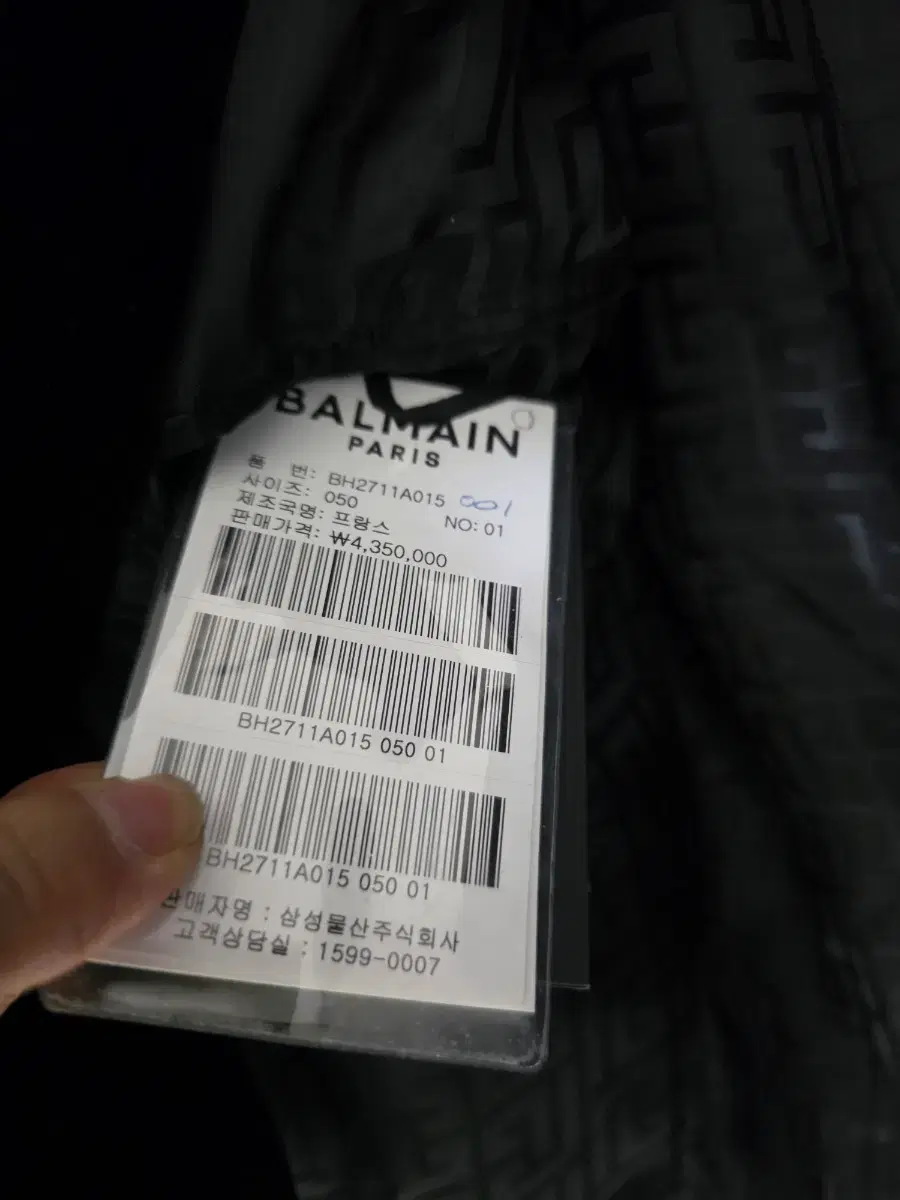 BALMAIN
PARIS
품 번: BH2711A015 001
사이즈: 050 NO: 01
제조국명: 프랑스
판매가격: ₩4,350,000
BH2711A015 050 01
BH2711A015 050 01
판매자명 : 삼성물산주식회사
고객상담실 : 1599-0007